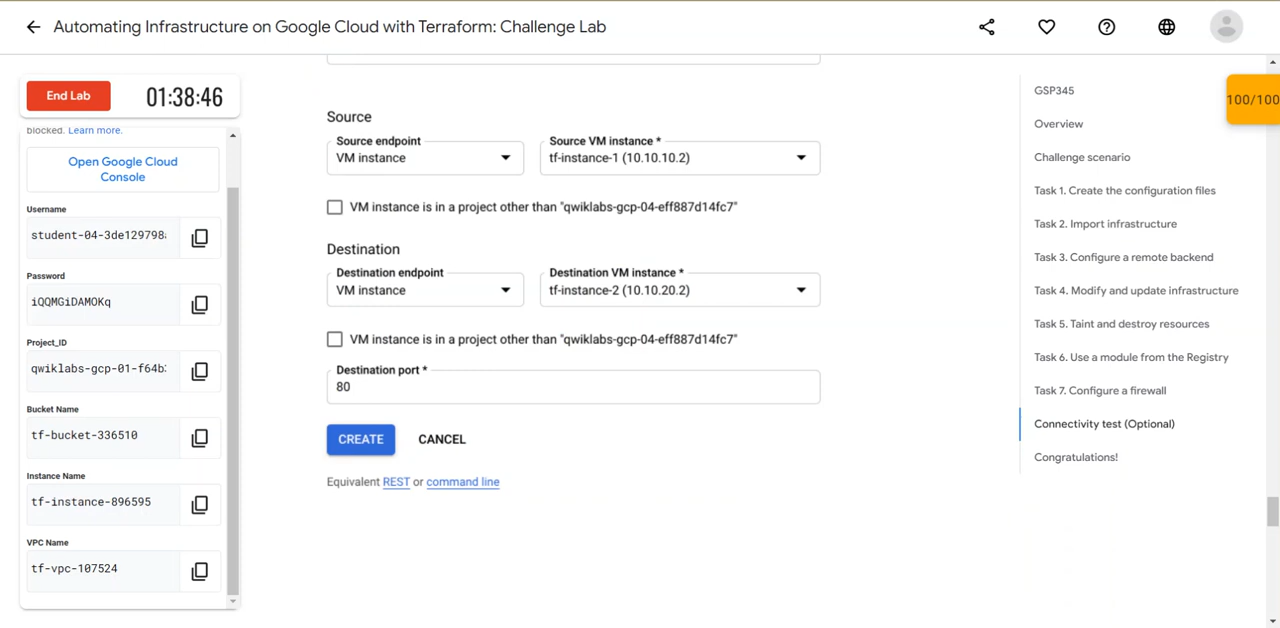 Automating Infrastructure on Google Cloud with Terraform: Challenge Lab
End Lab
01:38:46
blocked. Learn more.
Open Google Cloud
Console
Username
student-04-3de129798
Password
iQQMGiDAMOKq
Project_ID
qwiklabs-gcp-01-f64b
Bucket Name
tf-bucket-336510
Instance Name
tf-instance-896595
VPC Name
tf-vpc-107524
Source
Source endpoint
VM instance
Source VM instance *
tf-instance-1 (10.10.10.2)
VM instance is in a project other than "qwiklabs-gcp-04-eff887d14fc7"
Destination
Destination endpoint
VM instance
Destination VM instance *
tf-instance-2 (10.10.20.2)
VM instance is in a project other than "qwiklabs-gcp-04-eff887d14fc7"
Destination port *
80
CREATE
CANCEL
Equivalent REST or command line
GSP345
Overview
Challenge scenario
Task 1. Create the configuration files
Task 2. Import infrastructure
Task 3. Configure a remote backend
Task 4. Modify and update infrastructure
Task 5. Taint and destroy resources
Task 6. Use a module from the Registry
Task 7. Configure a firewall
Connectivity test (Optional)
Congratulations!
100/100